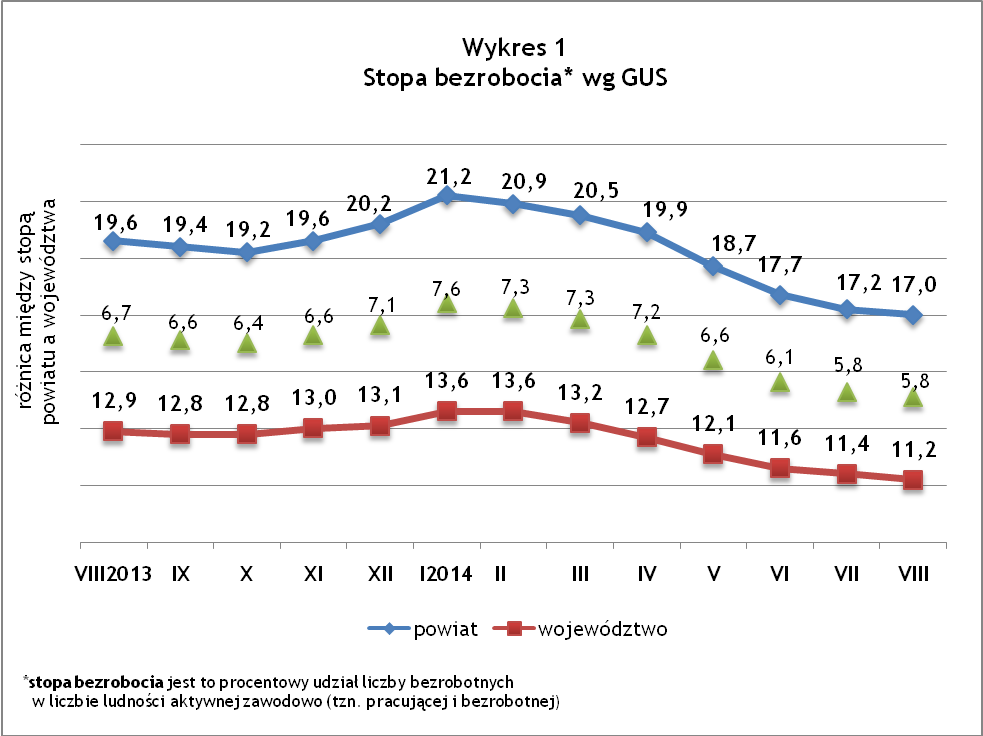 Wykres 1
Stopa bezrobocia* wg GUS
różnica między stopą
powiatu a województwa
19,6 19,4 19,2 19,6 20,2 21,2 20,9 20,5 19,9 18,7 17,7 17,2 17,0
6,7 6,6 6,4 6,6 7,1 7,6 7,3 7,3 7,2 6,6 6,1 5,8 5,8
12,9 12,8 12,8 13,0 13,1 13,6 13,6 13,2 12,7 12,1 11,6 11,4 11,2
VIII2013 IX X XI XII I2014 II III IV V VI VII VIII
powiat województwo
*stopa bezrobocia jest to procentowy udział liczby bezrobotnych
w liczbie ludności aktywnej zawodowo (tzn. pracującej i bezrobotnej)